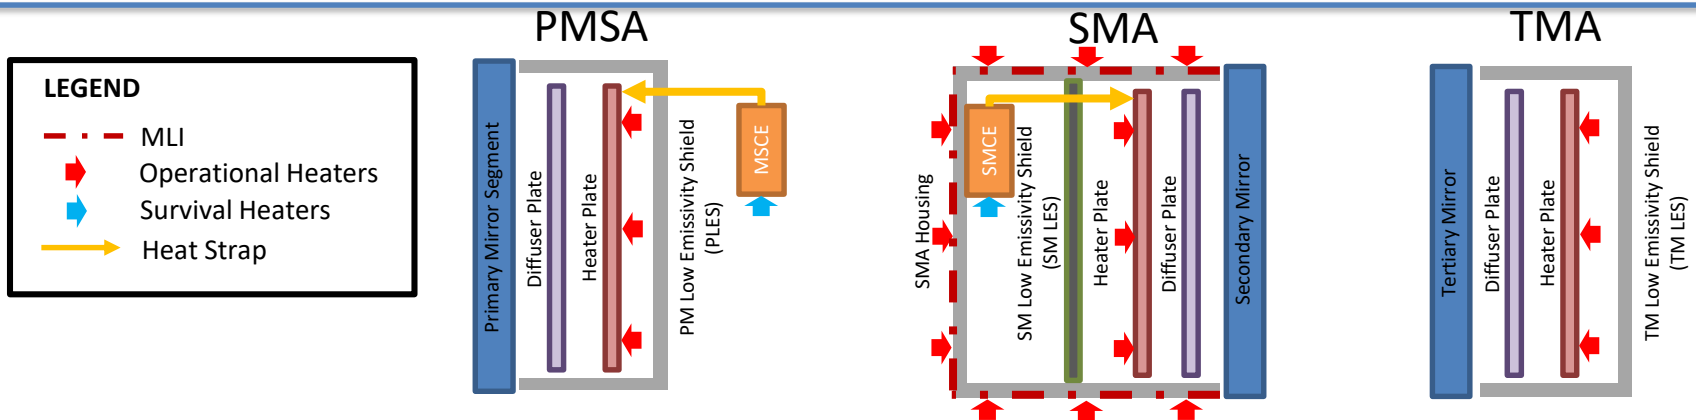 PMSA
SMA
TMA
LEGEND
MLI
Operational Heaters
Survival Heaters
Heat Strap
Primary Mirror Segment
Diffuser Plate
Heater Plate
PM Low Emissivity Shield
(PLES)
MSCE
SMA Housing
SMCE
SM Low Emissivity Shield
(SM LES)
Heater Plate
Diffuser Plate
Secondary Mirror
Tertiary Mirror
Diffuser Plate
Heater Plate
TM Low Emissivity Shield
(TM LES)